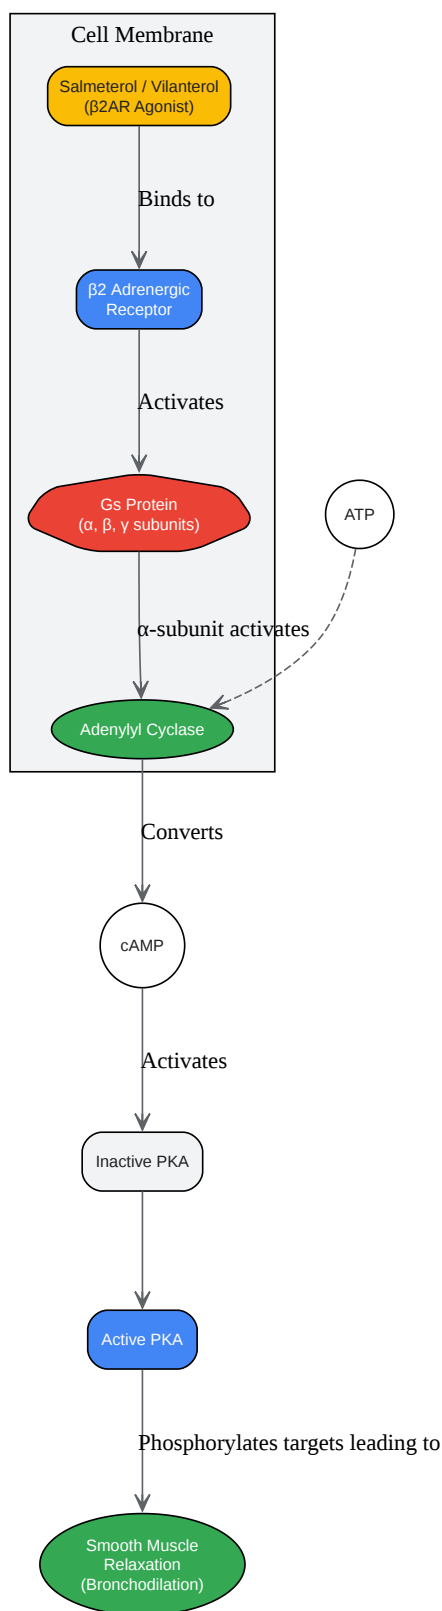 Cell Membrane
Salmeterol / Vilanterol
(β2AR Agonist)
Binds to
β2 Adrenergic
Receptor
Activates
Gs Protein
(α, β, γ subunits)
ATP
α-subunit activates
Adenylyl Cyclase
Converts
cAMP
Activates
Inactive PKA
Active PKA
Phosphorylates targets leading to
Smooth Muscle
Relaxation
(Bronchodilation)